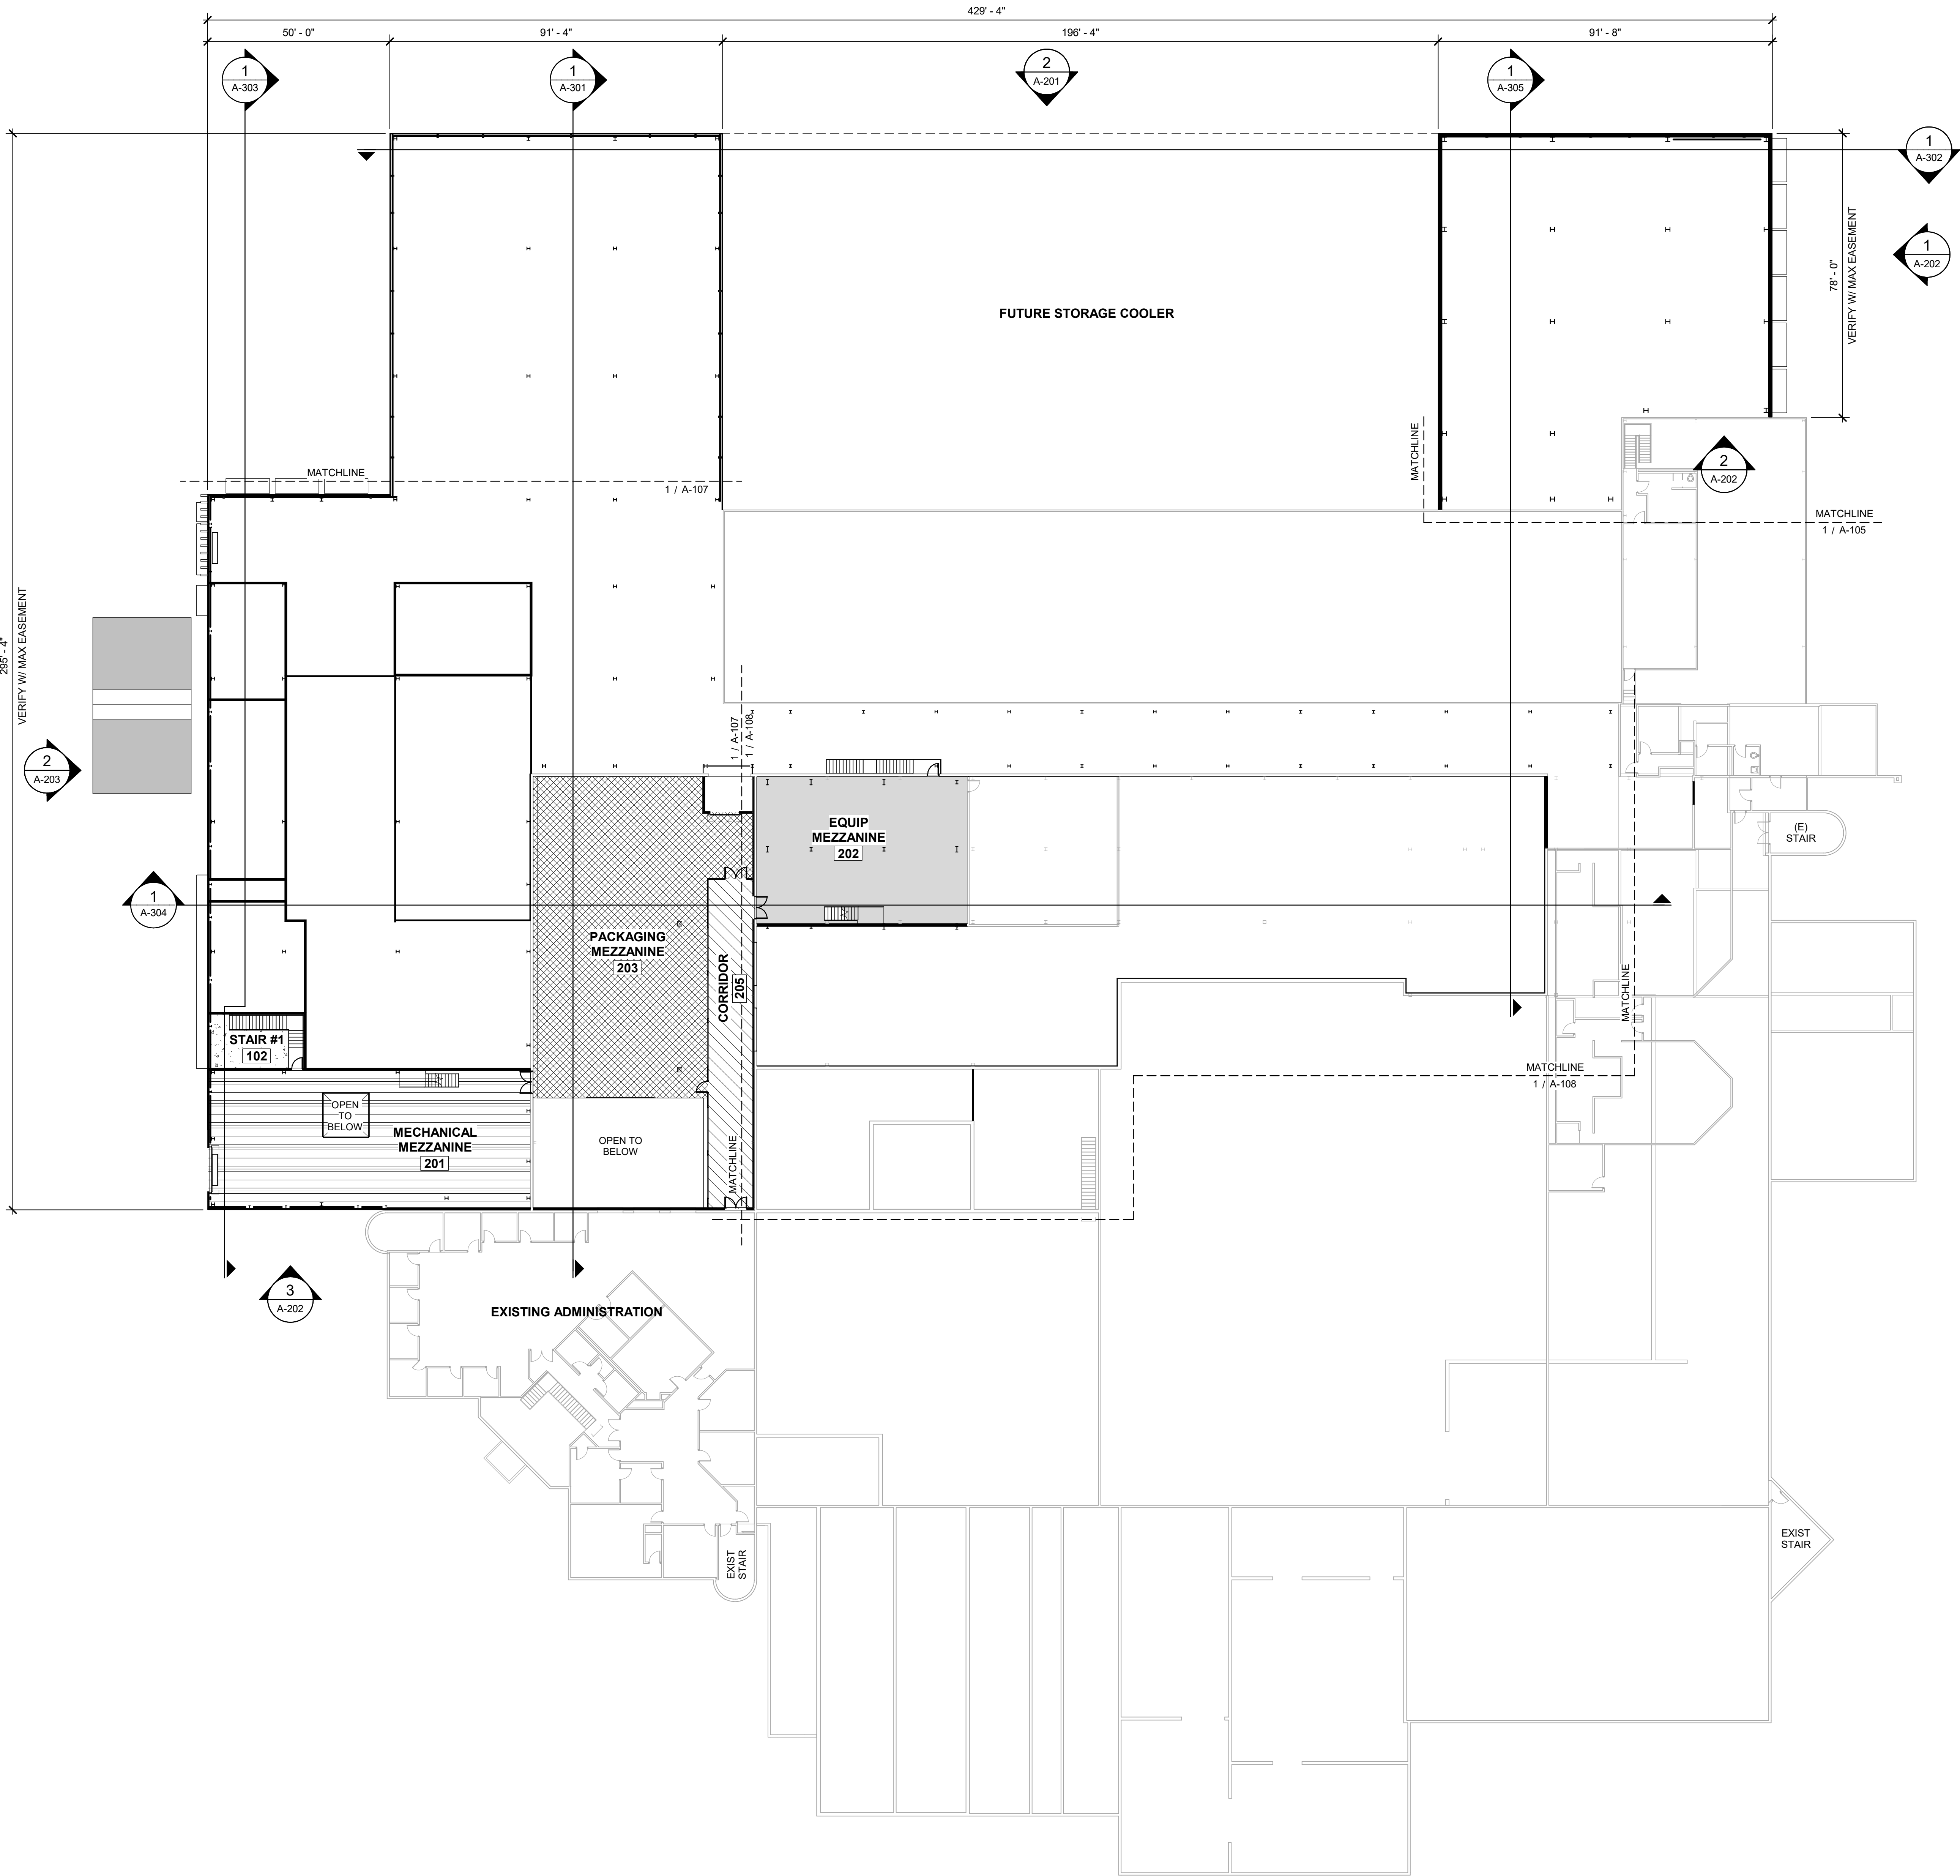 429' - 4"
50' - 0"
91' - 4"
196' - 4"
91' - 8"
1
A-303
1
A-301
2
A-201
1
A-305
1
A-302
1
A-202
78' - 0"
VERIFY W/ MAX EASEMENT
FUTURE STORAGE COOLER
MATCHLINE
1 / A-107
MATCHLINE
2
A-202
MATCHLINE
1 / A-105
295' - 4"
VERIFY W/ MAX EASEMENT
2
A-203
1 / A-107
1 / A-108
EQUIP
MEZZANINE
202
(E)
STAIR
1
A-304
PACKAGING
MEZZANINE
203
CORRIDOR
205
MATCHLINE
STAIR #1
102
MATCHLINE
1 / A-108
OPEN
TO
BELOW
MECHANICAL
MEZZANINE
201
OPEN TO
BELOW
MATCHLINE
3
A-202
EXISTING ADMINISTRATION
EXIST
STAIR
EXIST
STAIR